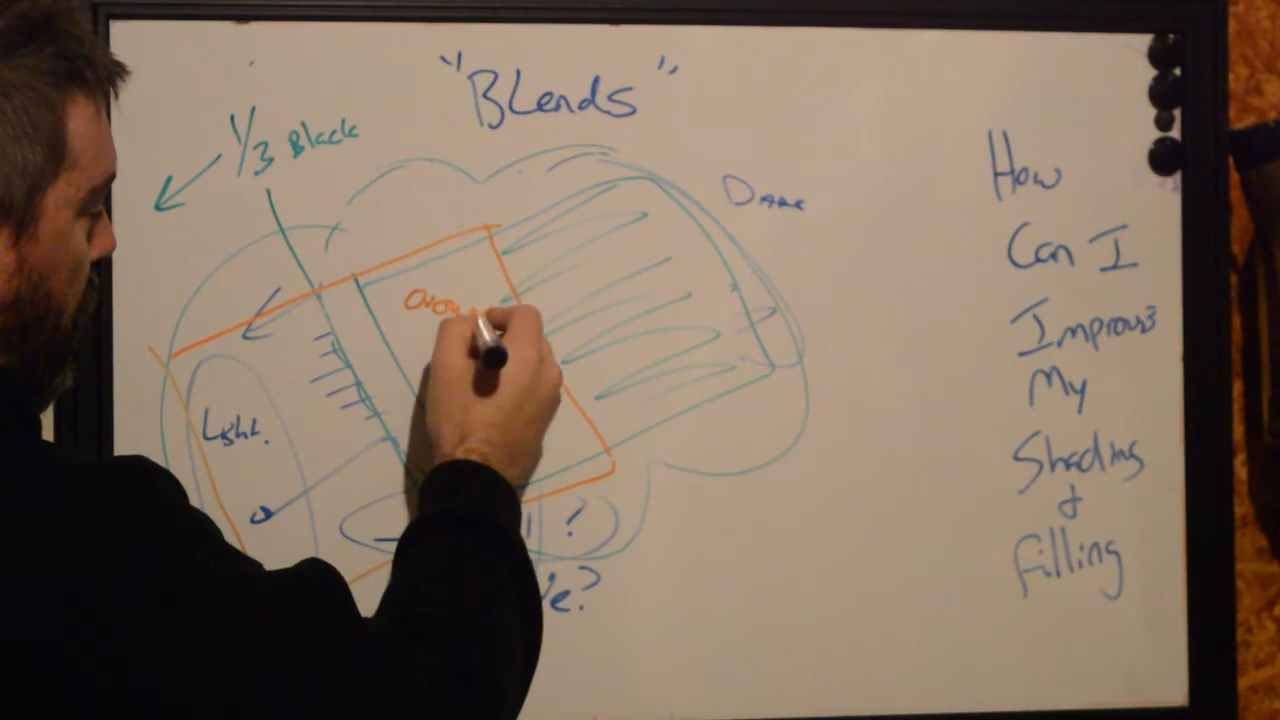 "Blends"
1/3 Black
Dark
Light.
?
How
Can I
Improve
My
Shading
&
Filling